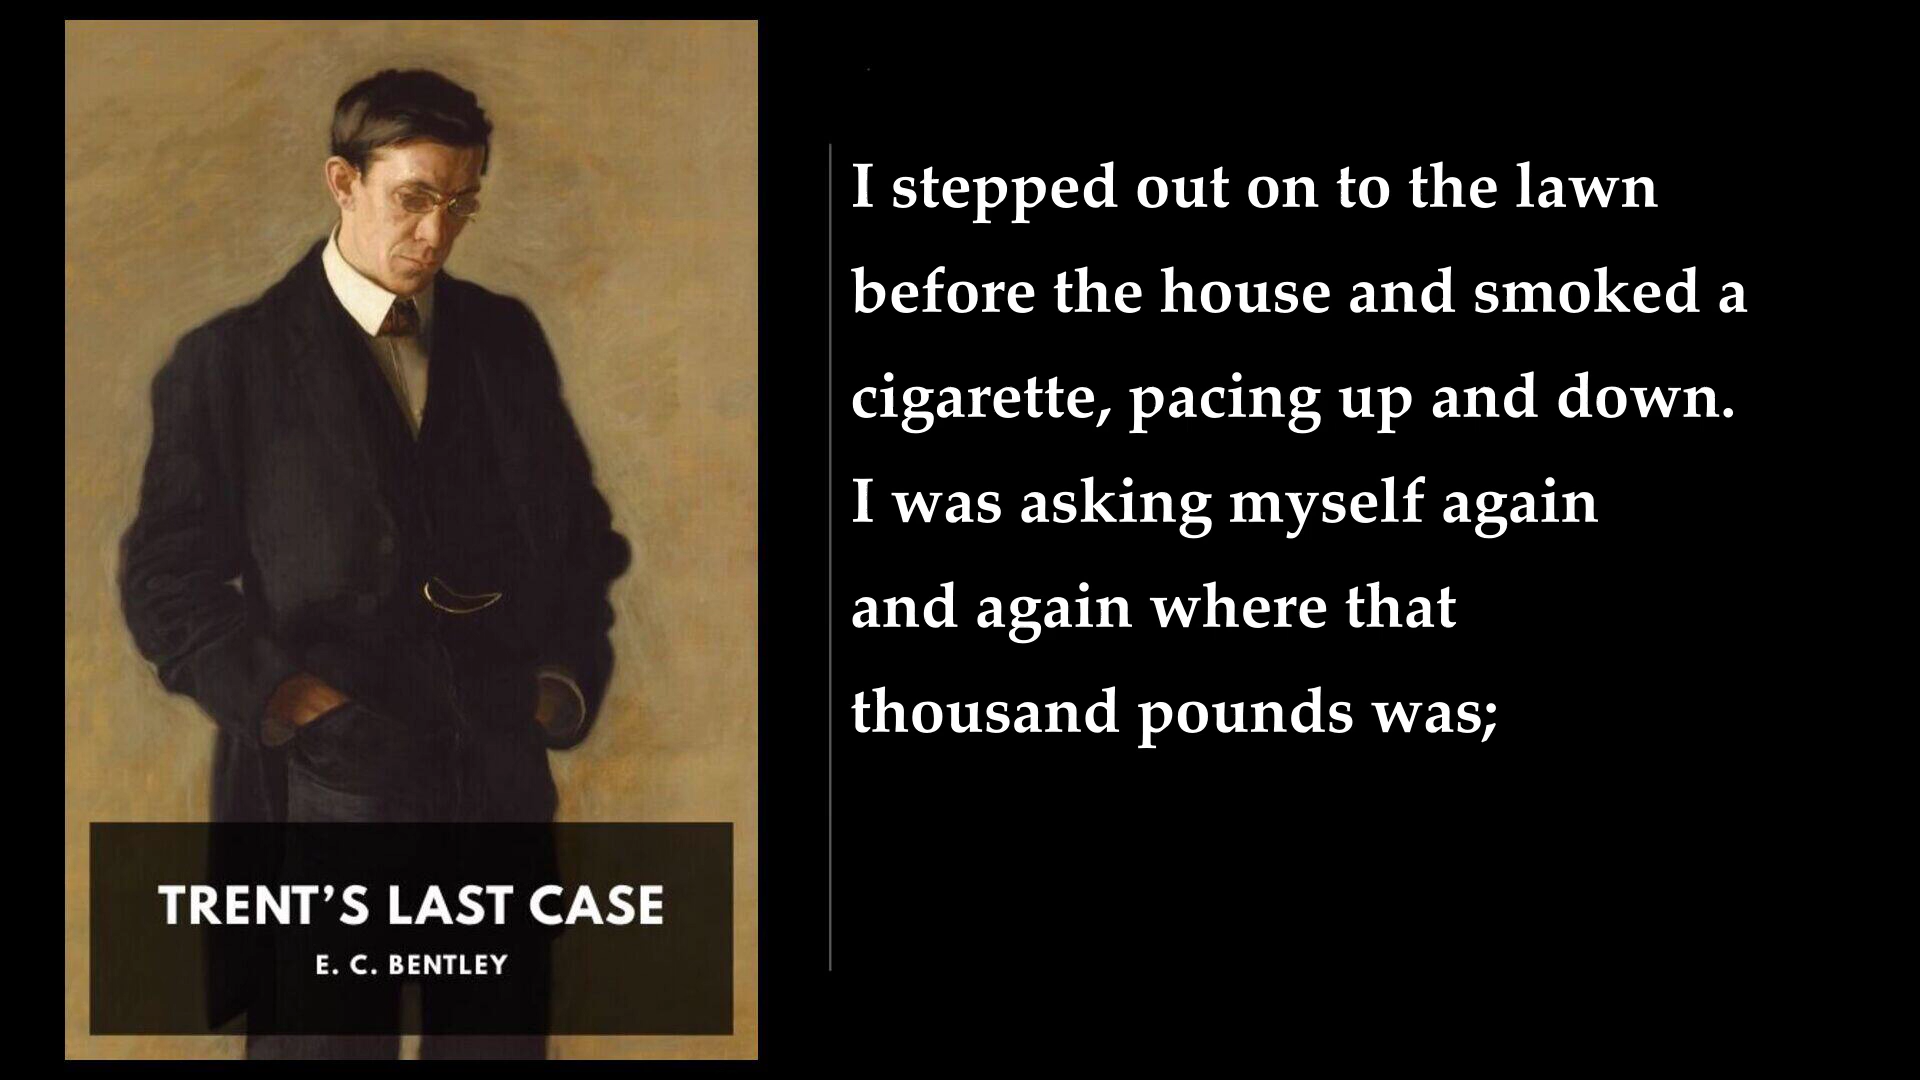 I stepped out on to the lawn
before the house and smoked a
cigarette, pacing up and down.
I was asking myself again
and again where that
thousand pounds was;
TRENT’S LAST CASE
E. C. BENTLEY